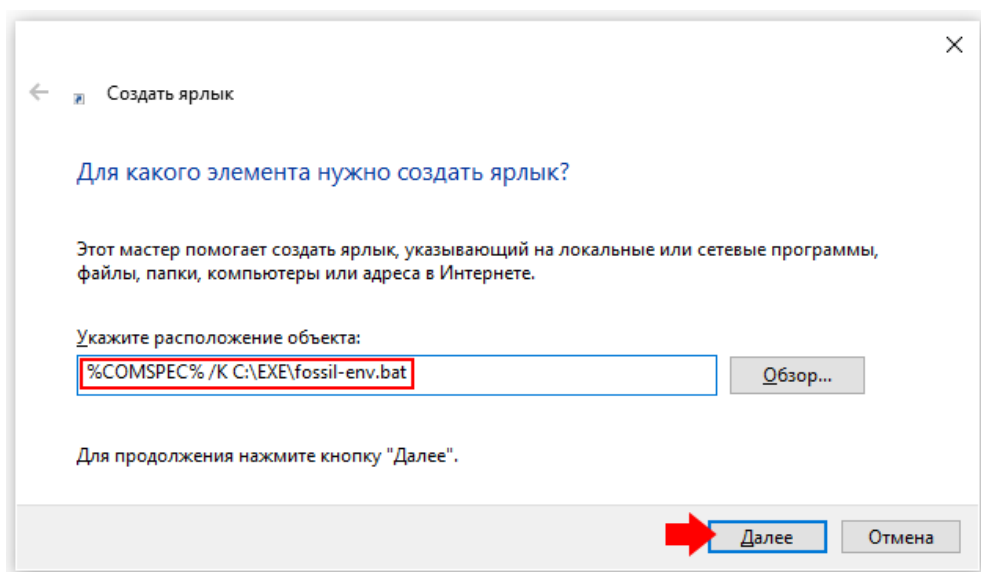 Создать ярлык
Для какого элемента нужно создать ярлык?
Этот мастер помогает создать ярлык, указывающий на локальные или сетевые программы,
файлы, папки, компьютеры или адреса в Интернете.
Укажите расположение объекта:
%COMSPEC% /K C:\EXE\fossil-env.bat
Обзор...
Для продолжения нажмите кнопку "Далее".
Далее
Отмена